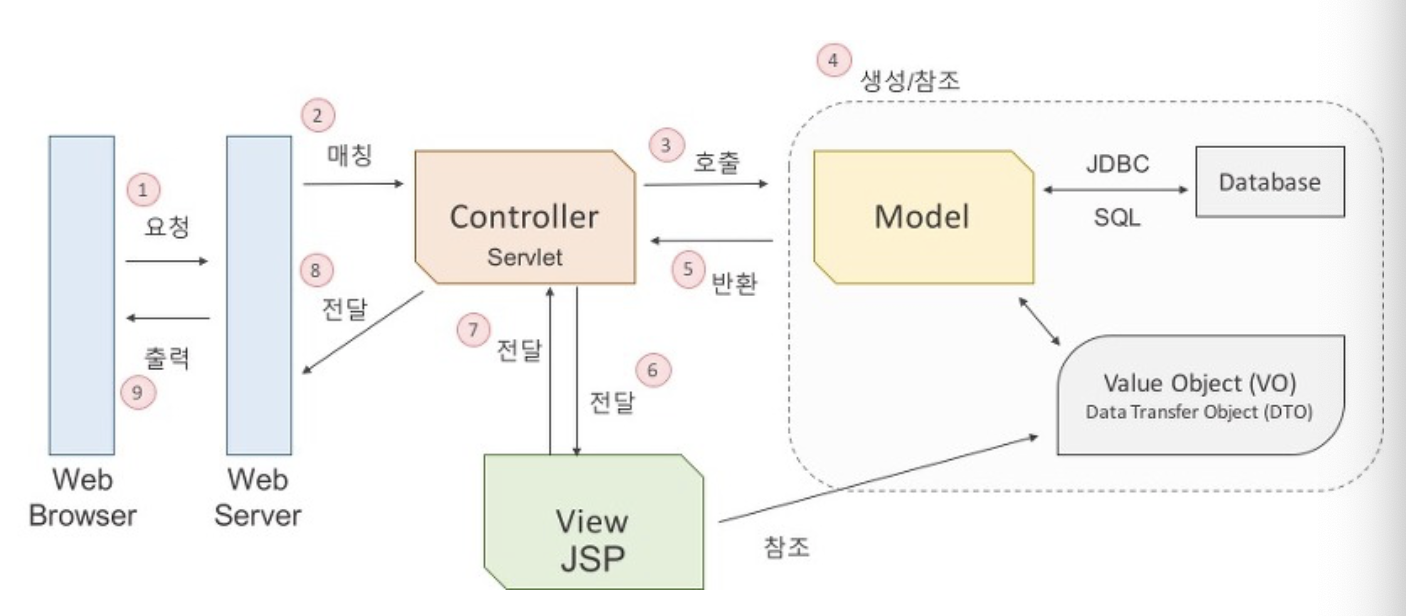 4
생성/참조
2
매칭
3
호출
1
요청
Controller
Servlet
Model
JDBC
SQL
Database
8
전달
5
반환
7
전달
6
전달
출력
9
Value Object (VO)
Data Transfer Object (DTO)
Web
Browser
Web
Server
View
JSP
참조